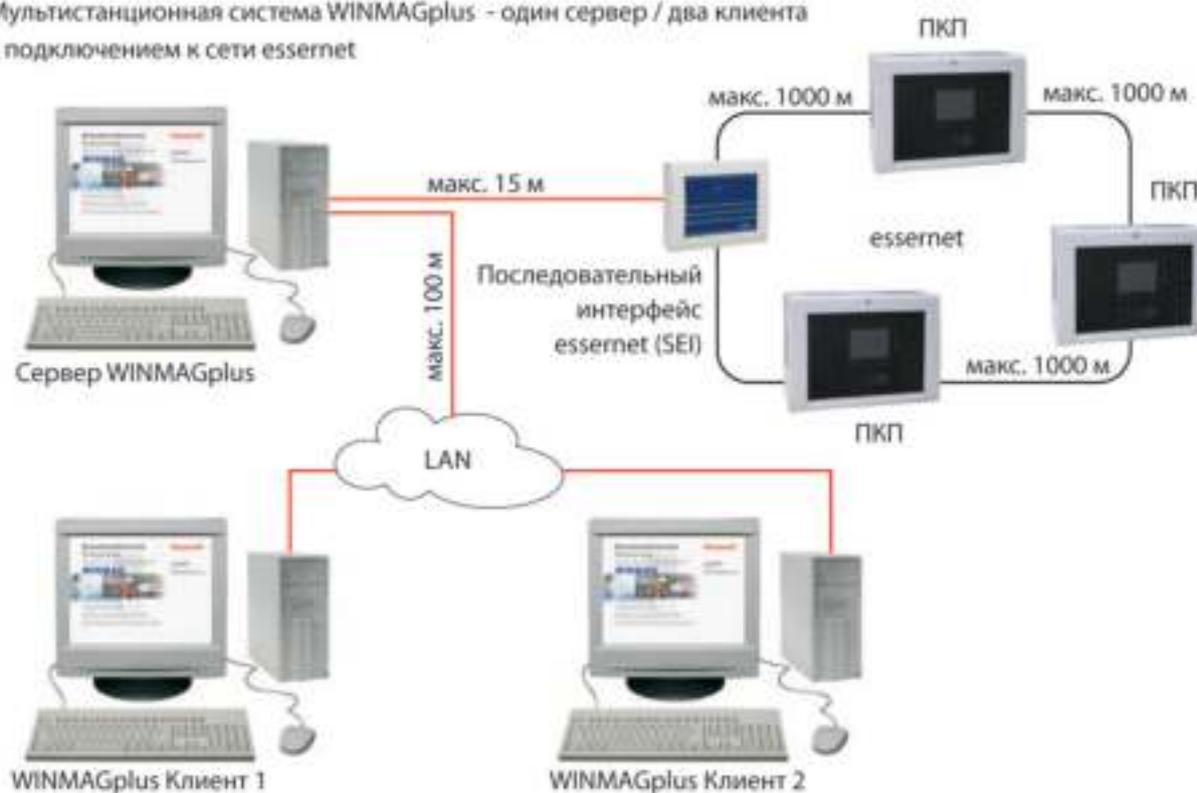 Мультистанционная система WINMAGplus - один сервер / два клиента
подключением к сети essernet
ПКП
макс. 1000 м
макс. 1000 м
макс. 15 м
ПКП
essernet
макс. 100 м
Последовательный
интерфейс
essernet (SEI)
макс. 1000 м
Сервер WINMAGplus
ПКП
LAN
WINMAGplus Клиент 1
WINMAGplus Клиент 2